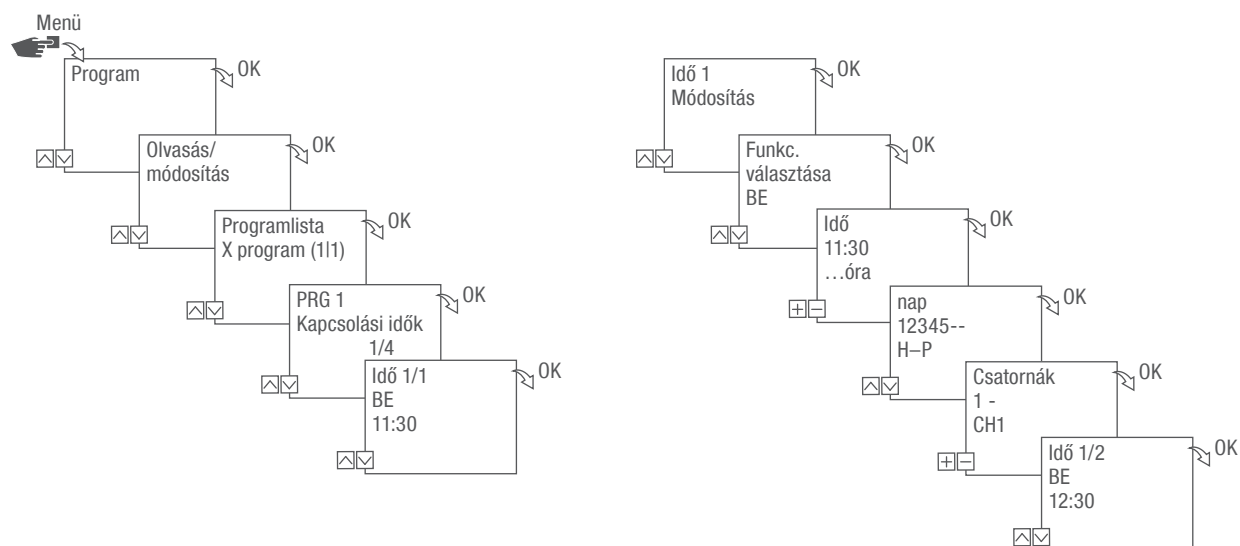 Menü
Program
OK
Olvasás/
módosítás
OK
Programlista
X program (1|1)
OK
PRG 1
Kapcsolási idők
1/4
OK
Idő 1/1
BE
11:30
OK
Idő 1
Módosítás
OK
Funkc.
választása
BE
OK
Idő
11:30
…óra
OK
nap
12345--
H–P
OK
Csatornák
1 -
CH1
OK
Idő 1/2
BE
12:30
OK